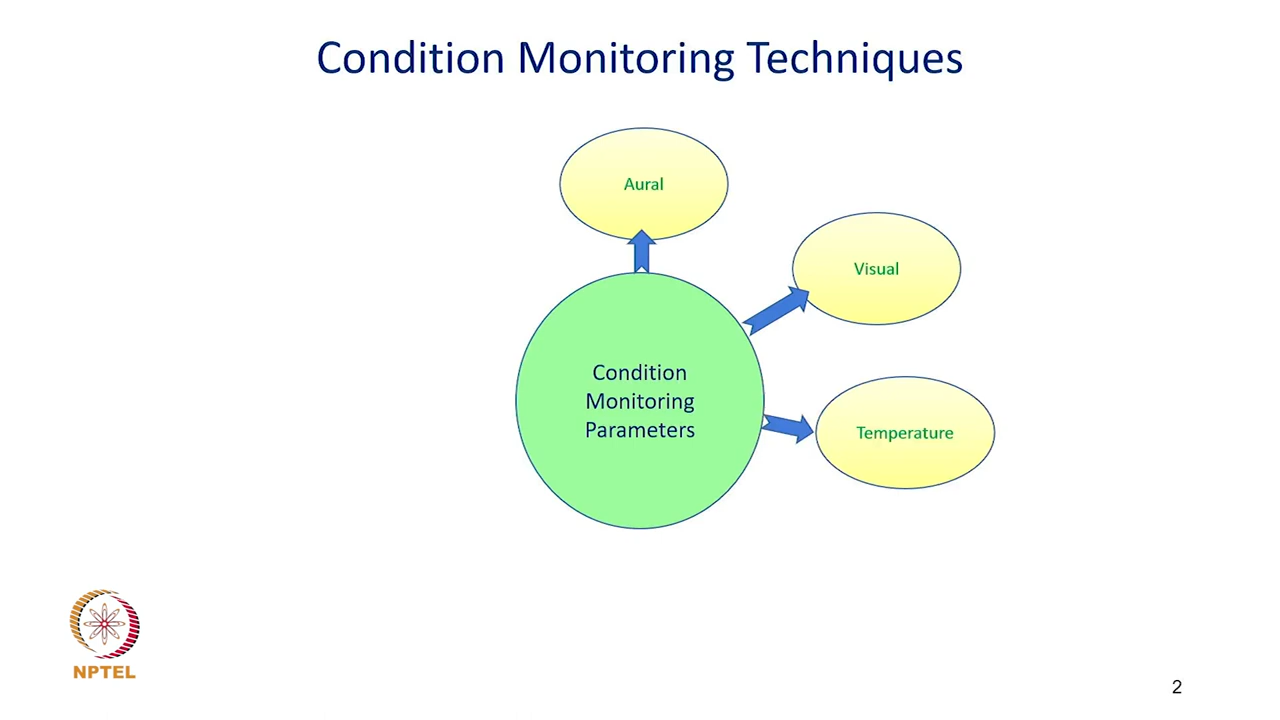 Condition Monitoring Techniques
Aural
Visual
Condition
Monitoring
Parameters
Temperature
NPTEL
2